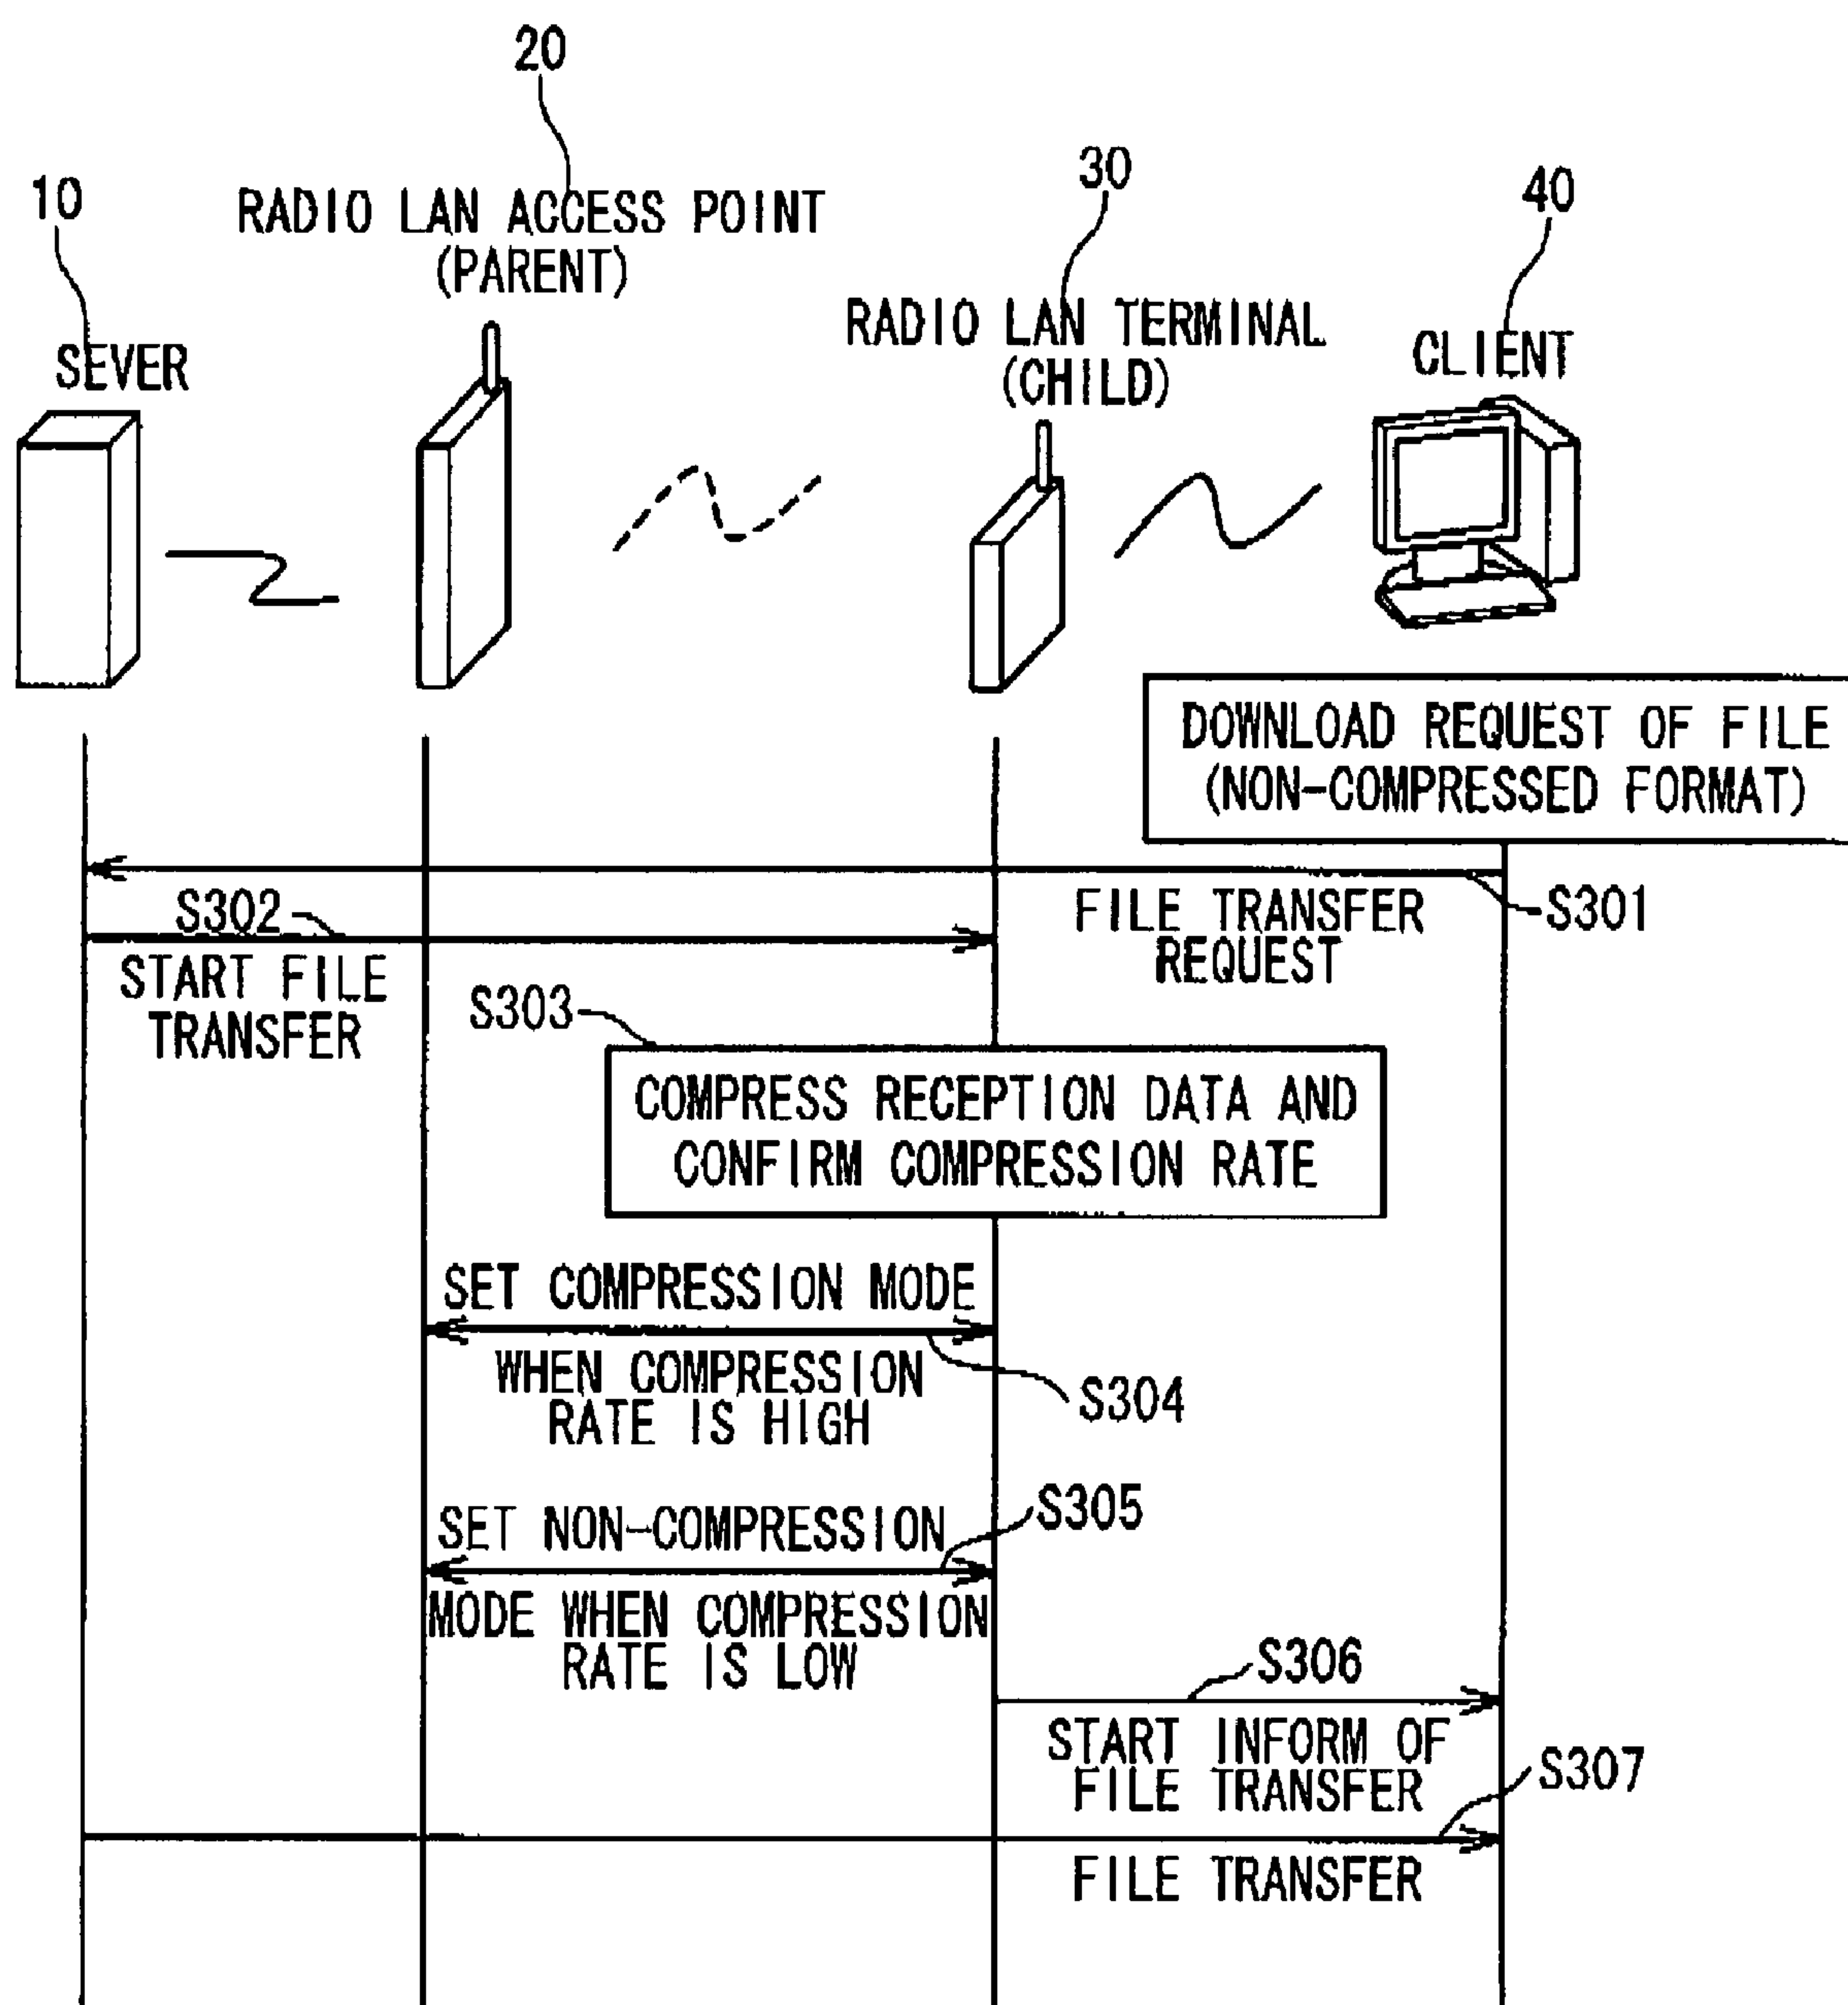 20
10
RADIO LAN ACCESS POINT
(PARENT)
30
40
SEVER
RADIO LAN TERMINAL
(CHILD)
CLIENT
DOWNLOAD REQUEST OF FILE
(NON-COMPRESSED FORMAT)
S301
FILE TRANSFER
REQUEST
S302
START FILE
TRANSFER
S303
COMPRESS RECEPTION DATA AND
CONFIRM COMPRESSION RATE
SET COMPRESSION MODE
WHEN COMPRESSION
RATE IS HIGH
S304
SET NON-COMPRESSION
S305
MODE WHEN COMPRESSION
RATE IS LOW
S306
START INFORM OF
FILE TRANSFER
S307
FILE TRANSFER